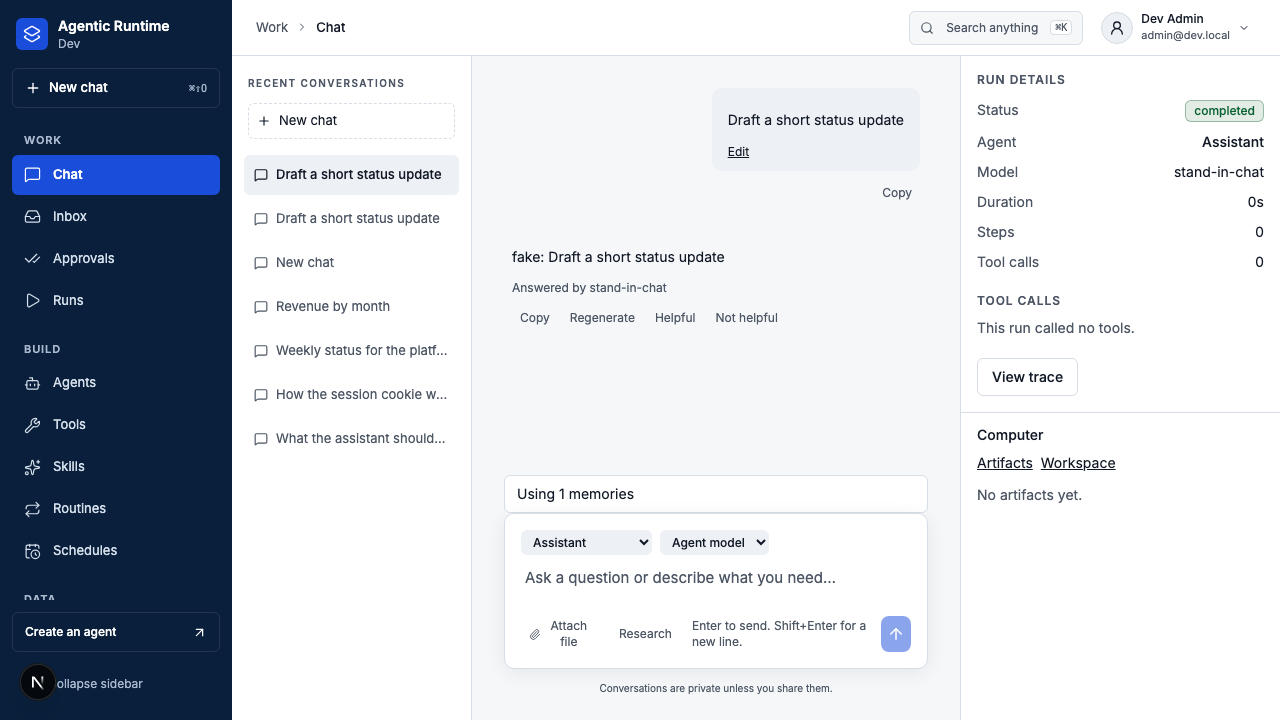 Agentic Runtime
Dev
New chat ⌘⇧O
WORK
Chat
Inbox
Approvals
Runs
BUILD
Agents
Tools
Skills
Routines
Schedules
DATA
Create an agent
N
ollapse sidebar
Work > Chat
Search anything ⌘K
Dev Admin
admin@dev.local
RECENT CONVERSATIONS
New chat
Draft a short status update
Draft a short status update
New chat
Revenue by month
Weekly status for the platf...
How the session cookie w...
What the assistant should...
Draft a short status update
Edit
Copy
fake: Draft a short status update
Answered by stand-in-chat
Copy Regenerate Helpful Not helpful
Using 1 memories
Assistant Agent model
Ask a question or describe what you need...
Attach file
Research
Enter to send. Shift+Enter for a
new line.
Conversations are private unless you share them.
RUN DETAILS
Status completed
Agent Assistant
Model stand-in-chat
Duration 0s
Steps 0
Tool calls 0
TOOL CALLS
This run called no tools.
View trace
Computer
Artifacts Workspace
No artifacts yet.